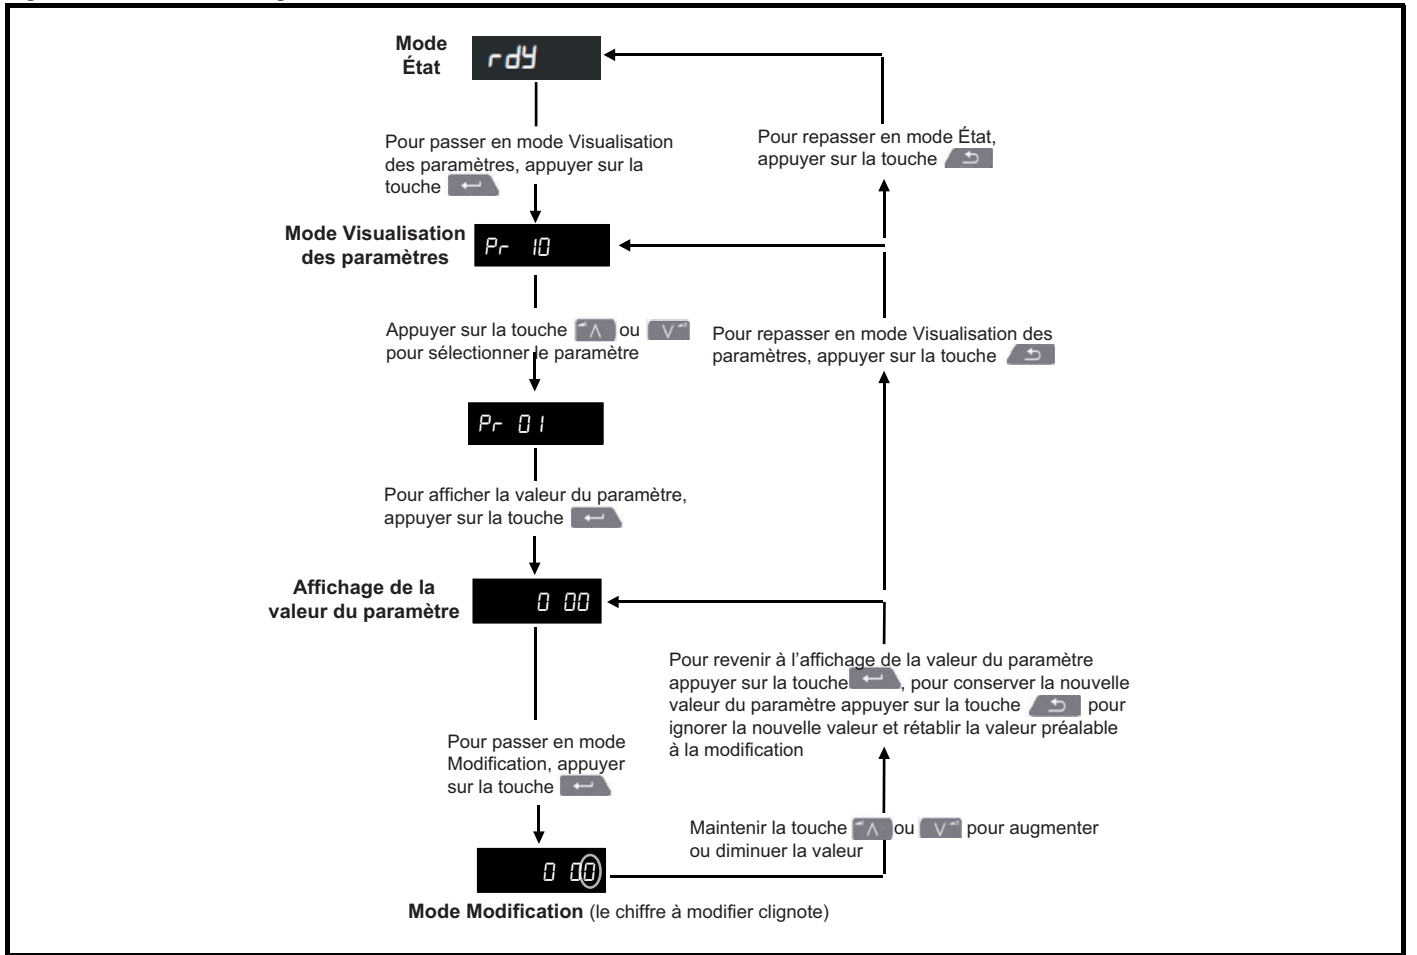 Mode
État
rdY
Pour passer en mode Visualisation
des paramètres, appuyer sur la
touche
Pour repasser en mode État,
appuyer sur la touche
Mode Visualisation
des paramètres
Pr 10
Appuyer sur la touche ou
pour sélectionner le paramètre
Pour repasser en mode Visualisation des
paramètres, appuyer sur la touche
Pr 01
Pour afficher la valeur du paramètre,
appuyer sur la touche
Affichage de la
valeur du paramètre
0 00
Pour revenir à l’affichage de la valeur du paramètre
appuyer sur la touche , pour conserver la nouvelle
valeur du paramètre appuyer sur la touche pour
ignorer la nouvelle valeur et rétablir la valeur préalable
à la modification
Pour passer en mode
Modification, appuyer
sur la touche
Maintenir la touche ou pour augmenter
ou diminuer la valeur
0 00
Mode Modification (le chiffre à modifier clignote)